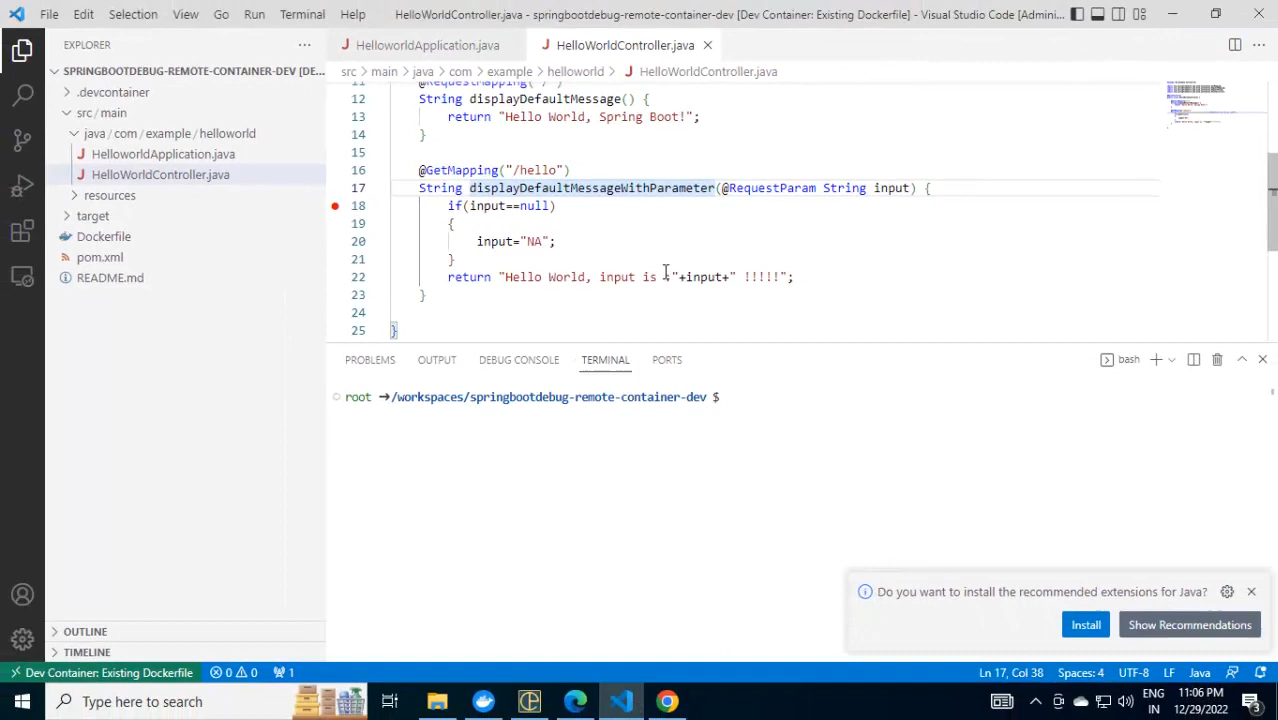 File Edit Selection View Go Run Terminal Help HelloWorldController.java - springbootdebug-remote-container-dev [Dev Container: Existing Dockerfile] - Visual Studio Code [Admini...
EXPLORER
HelloworldApplication.java
HelloWorldController.java
SPRINGBOOTDEBUG-REMOTE-CONTAINER-DEV [DE...
src > main > java > com > example > helloworld > HelloWorldController.java
.devcontainer
src / main
java / com / example / helloworld
HelloworldApplication.java
HelloWorldController.java
resources
target
Dockerfile
pom.xml
README.md
11 @RequestMapping("/")
12 String displayDefaultMessage() {
13 return "Hello World, Spring Boot!";
14 }
15
16 @GetMapping("/hello")
17 String displayDefaultMessageWithParameter(@RequestParam String input) {
18 if(input==null)
19 {
20 input="NA";
21 }
22 return "Hello World, input is "+input+" !!!!!";
23 }
24
25 }
PROBLEMS OUTPUT DEBUG CONSOLE TERMINAL PORTS
bash
root ➜/workspaces/springbootdebug-remote-container-dev $
Do you want to install the recommended extensions for Java?
Install Show Recommendations
OUTLINE
TIMELINE
Dev Container: Existing Dockerfile 0 0 1 Ln 17, Col 38 Spaces: 4 UTF-8 LF Java
Type here to search
ENG
IN
11:06 PM
12/29/2022
3